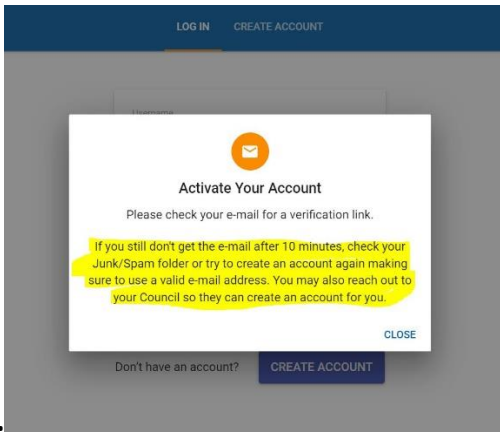 LOG IN CREATE ACCOUNT
Username
Activate Your Account
Please check your e-mail for a verification link.
If you still don't get the e-mail after 10 minutes, check your
Junk/Spam folder or try to create an account again making
sure to use a valid e-mail address. You may also reach out to
your Council so they can create an account for you.
CLOSE
Don't have an account? CREATE ACCOUNT